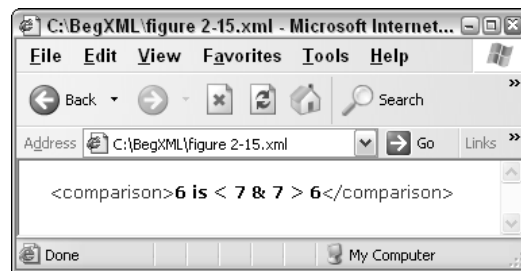 C:\BegXML\figure 2-15.xml - Microsoft Internet...
File Edit View Favorites Tools Help
Back Search »
Address C:\BegXML\figure 2-15.xml Go Links »
<comparison>6 is < 7 & 7 > 6</comparison>
Done My Computer